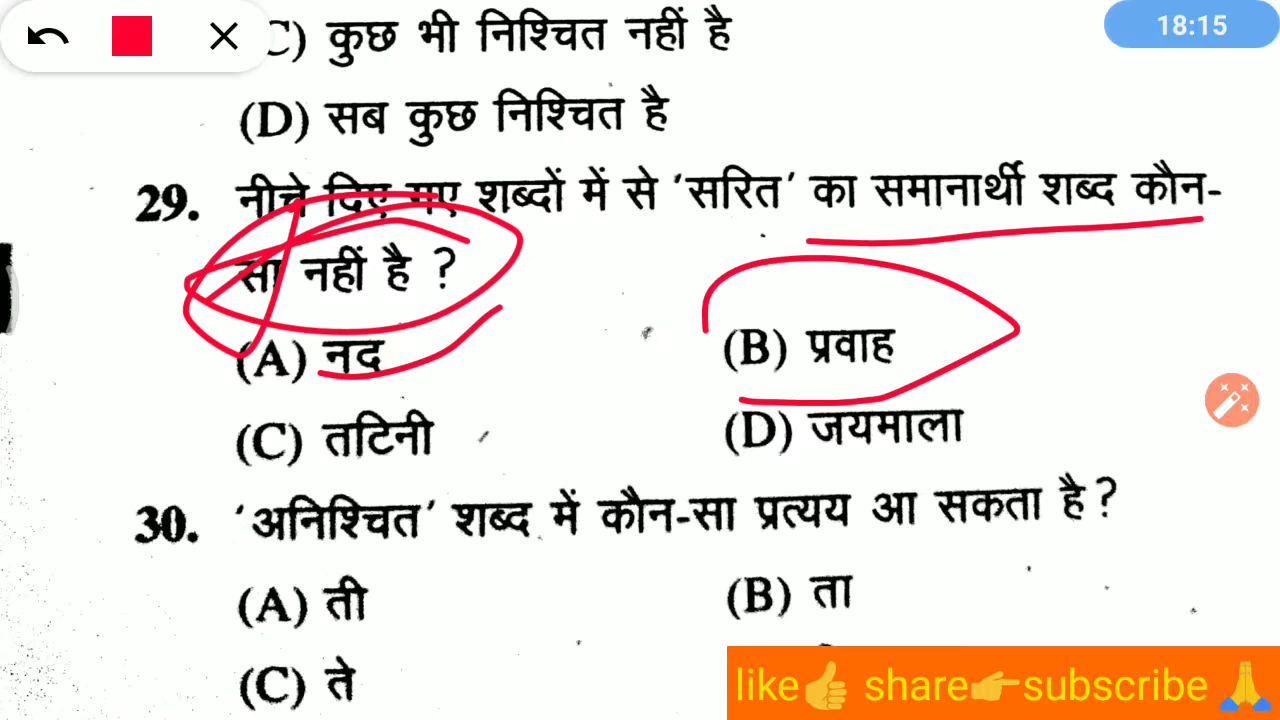 C) कुछ भी निश्चित नहीं है
18:15
(D) सब कुछ निश्चित है
29. नीचे दिए गए शब्दों में से 'सरित' का समानार्थी शब्द कौन-
सा नहीं है ?
(A) नद (B) प्रवाह
(C) तटिनी (D) जयमाला
30. 'अनिश्चित' शब्द में कौन-सा प्रत्यय आ सकता है ?
(A) ती (B) ता
(C) ते
like👍 share👉subscribe 🙏